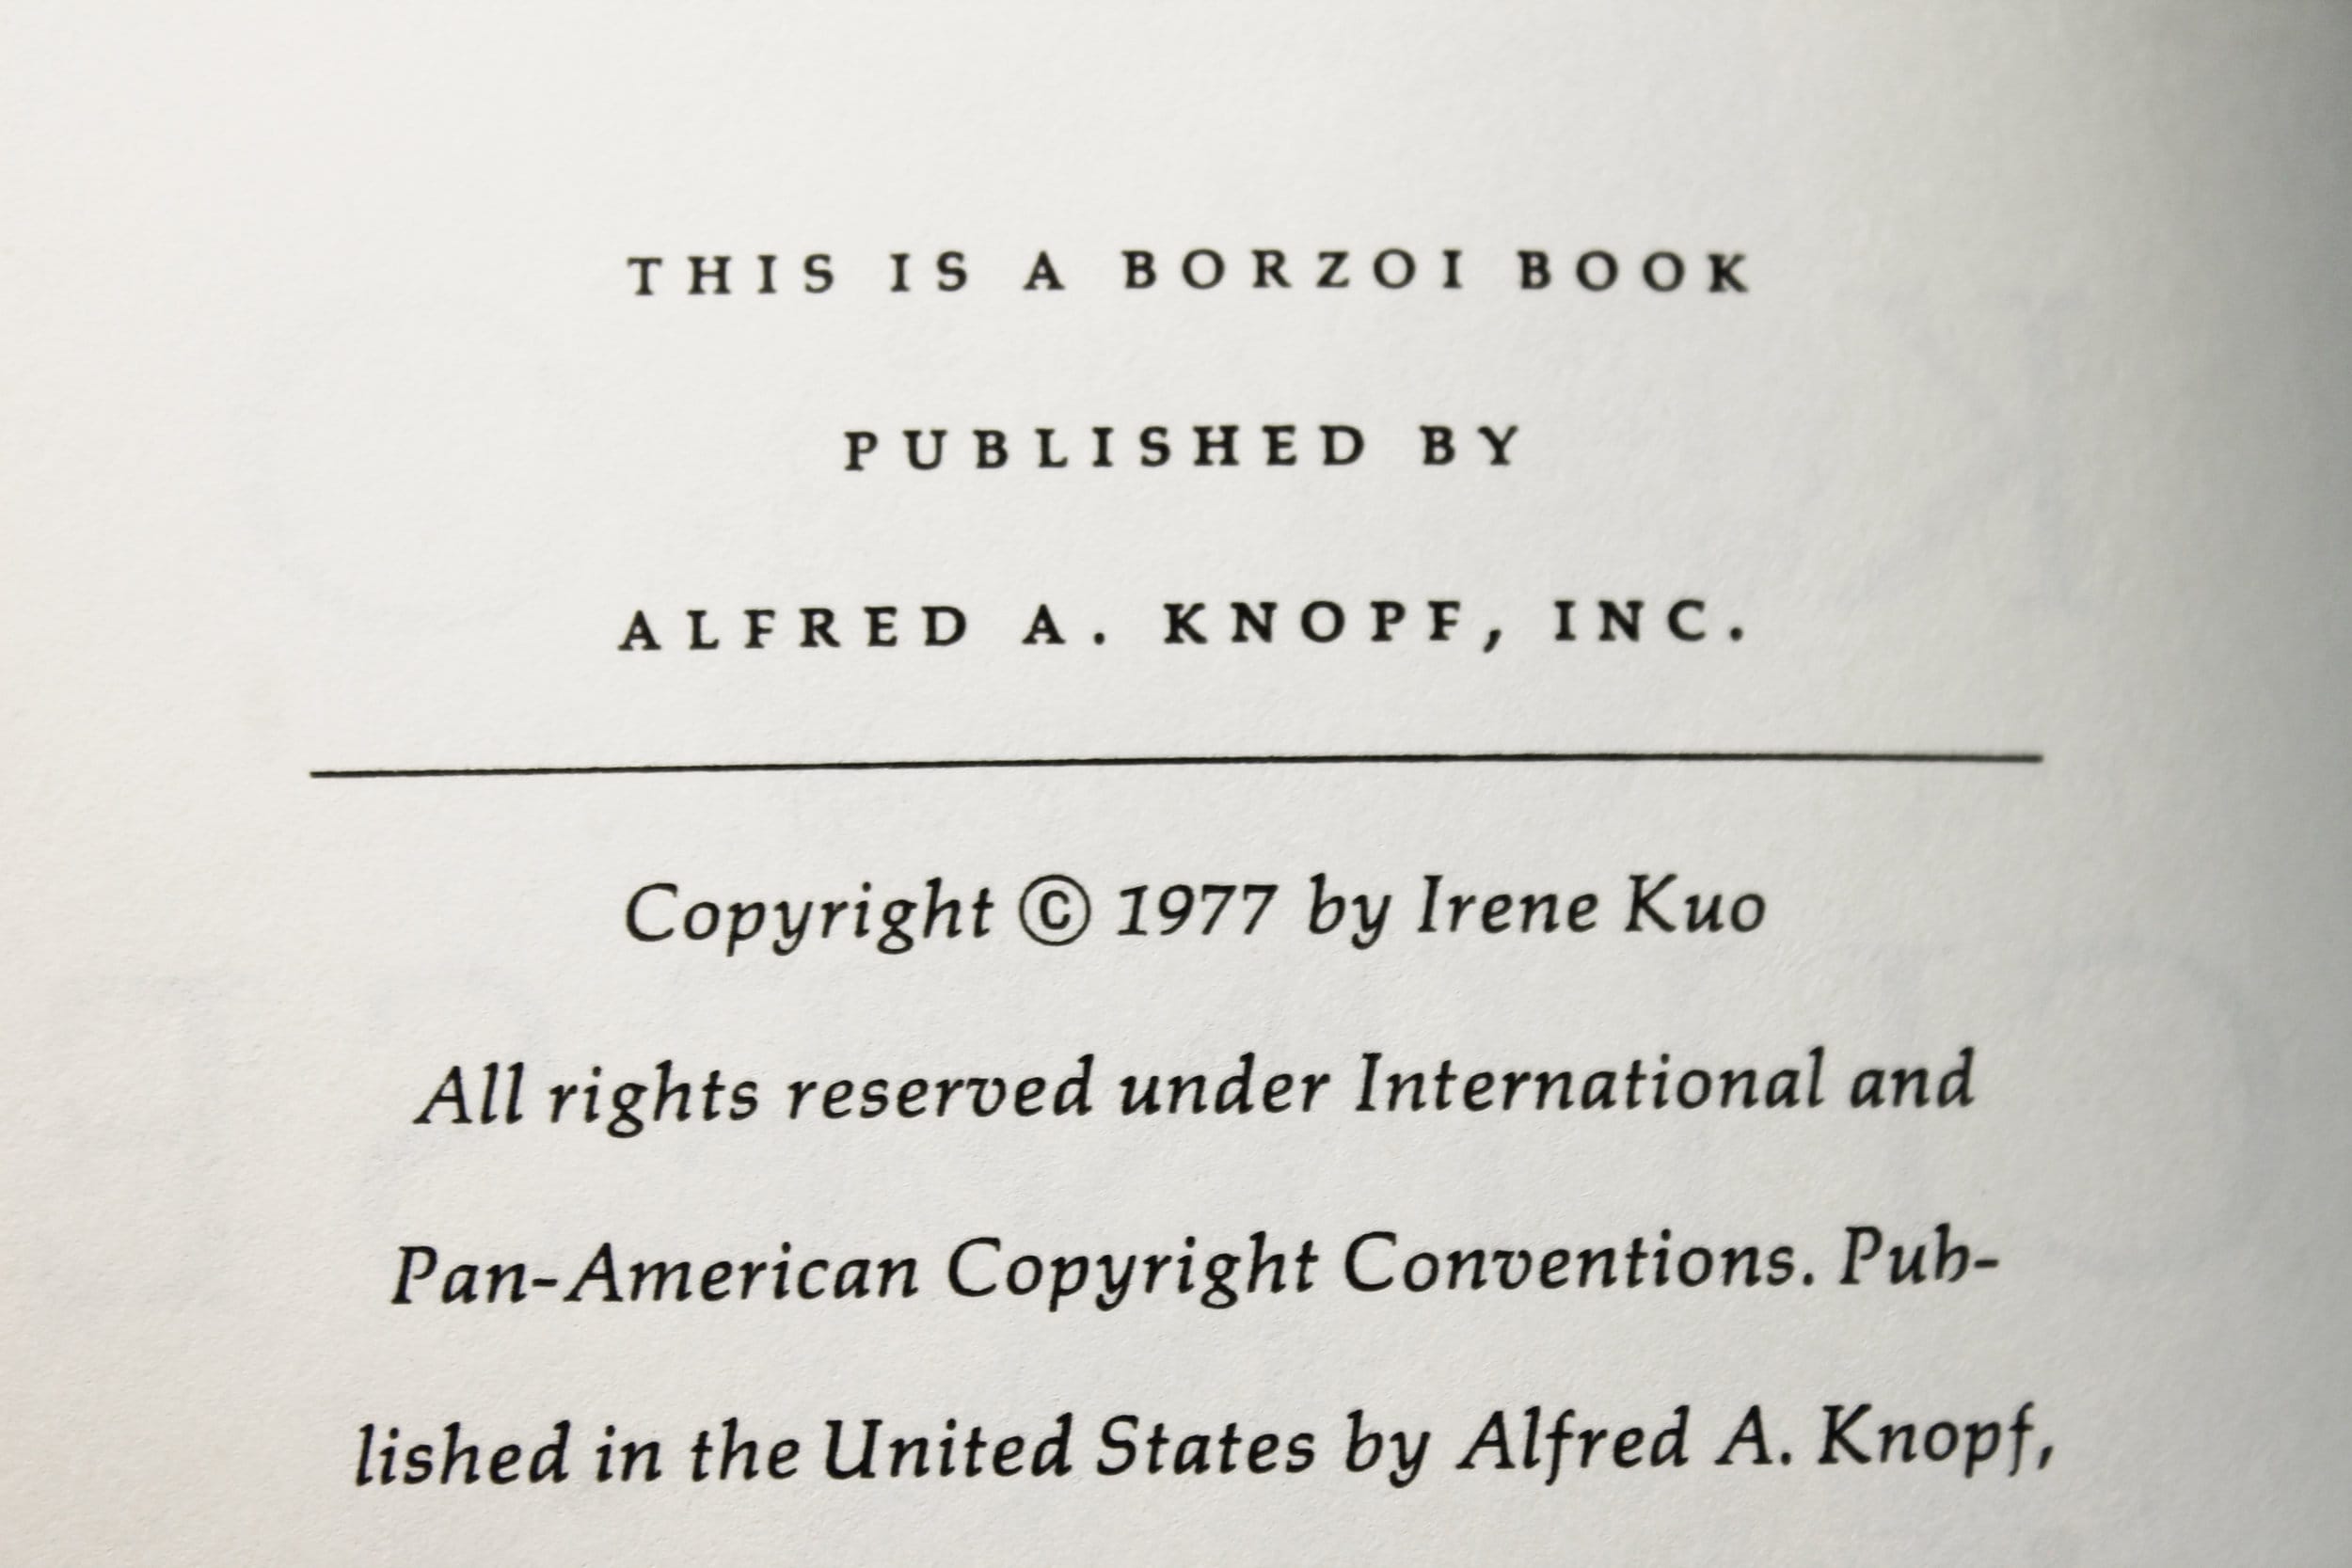 THIS IS A BORZOI BOOK
PUBLISHED BY
ALFRED A. KNOPF, INC.
Copyright © 1977 by Irene Kuo
All rights reserved under International and
Pan-American Copyright Conventions. Pub-
lished in the United States by Alfred A. Knopf,